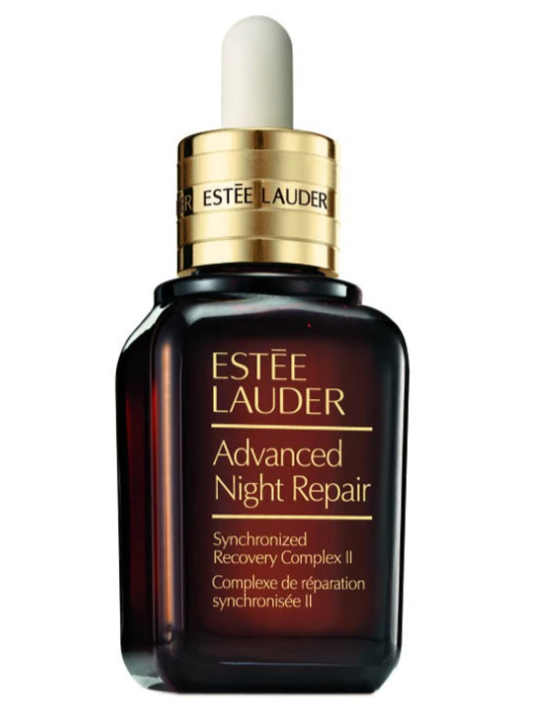 R ESTĒE LAUDER
ESTĒE
LAUDER
Advanced
Night Repair
Synchronized
Recovery Complex II
Complexe de réparation
synchronisée II